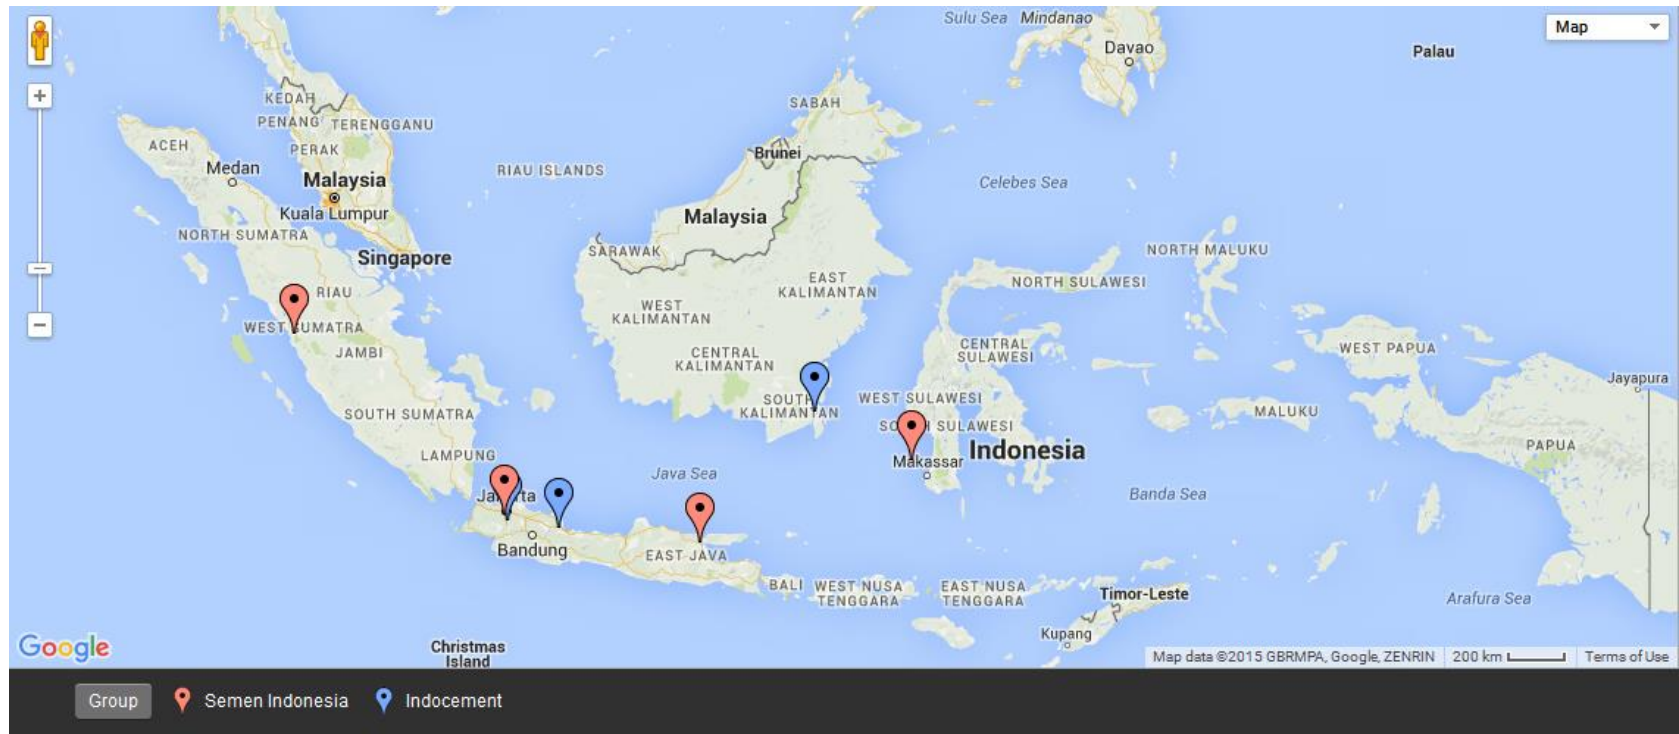 Sulu Sea
Mindanao
Map
Davao
Palau
KEDAH
PENANG
TERENGGANU
SABAH
ACEH
PERAK
Brunei
Medan
RIAU ISLANDS
Malaysia
Celebes Sea
Kuala Lumpur
Malaysia
NORTH SUMATRA
SARAWAK
NORTH MALUKU
Singapore
EAST
KALIMANTAN
NORTH SULAWESI
RIAU
WEST
KALIMANTAN
WEST SUMATRA
JAMBI
CENTRAL
KALIMANTAN
CENTRAL
SULAWESI
WEST PAPUA
Jayapura
SOUTH
KALIMANTAN
WEST SULAWESI
SOUTH SUMATRA
SOUTH SULAWESI
MALUKU
Makassar
Indonesia
PAPUA
LAMPUNG
Java Sea
Jakarta
Banda Sea
Bandung
EAST JAVA
BALI
WEST NUSA
TENGGARA
EAST NUSA
TENGGARA
Timor-Leste
Arafura Sea
Kupang
Google
Christmas
Island
Map data ©2015 GBRMPA, Google, ZENRIN
200 km
Terms of Use
Group
Semen Indonesia
Indocement